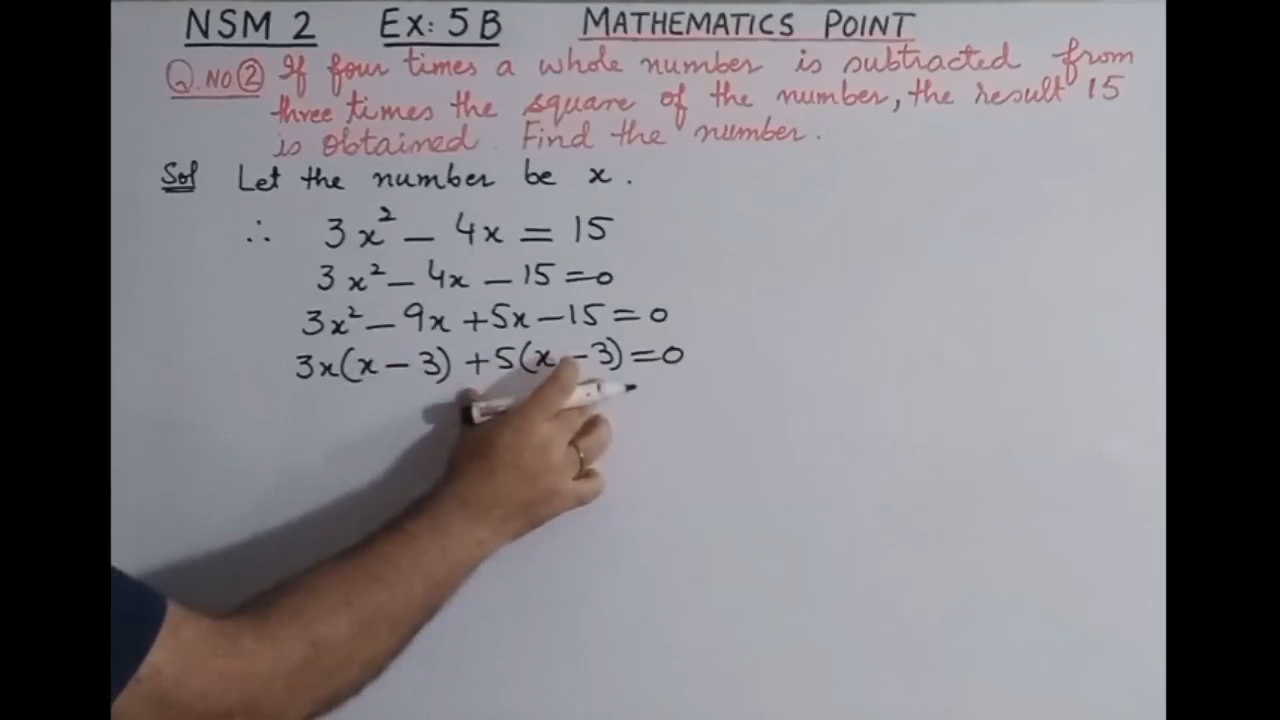 NSM 2 Ex: 5B MATHEMATICS POINT
Q.NO 2 If four times a whole number is subtracted from
three times the square of the number, the result 15
is obtained. Find the number.
Sol Let the number be x.
∴ 3x² - 4x = 15
3x² - 4x - 15 = 0
3x² - 9x + 5x - 15 = 0
3x(x - 3) + 5(x - 3) = 0